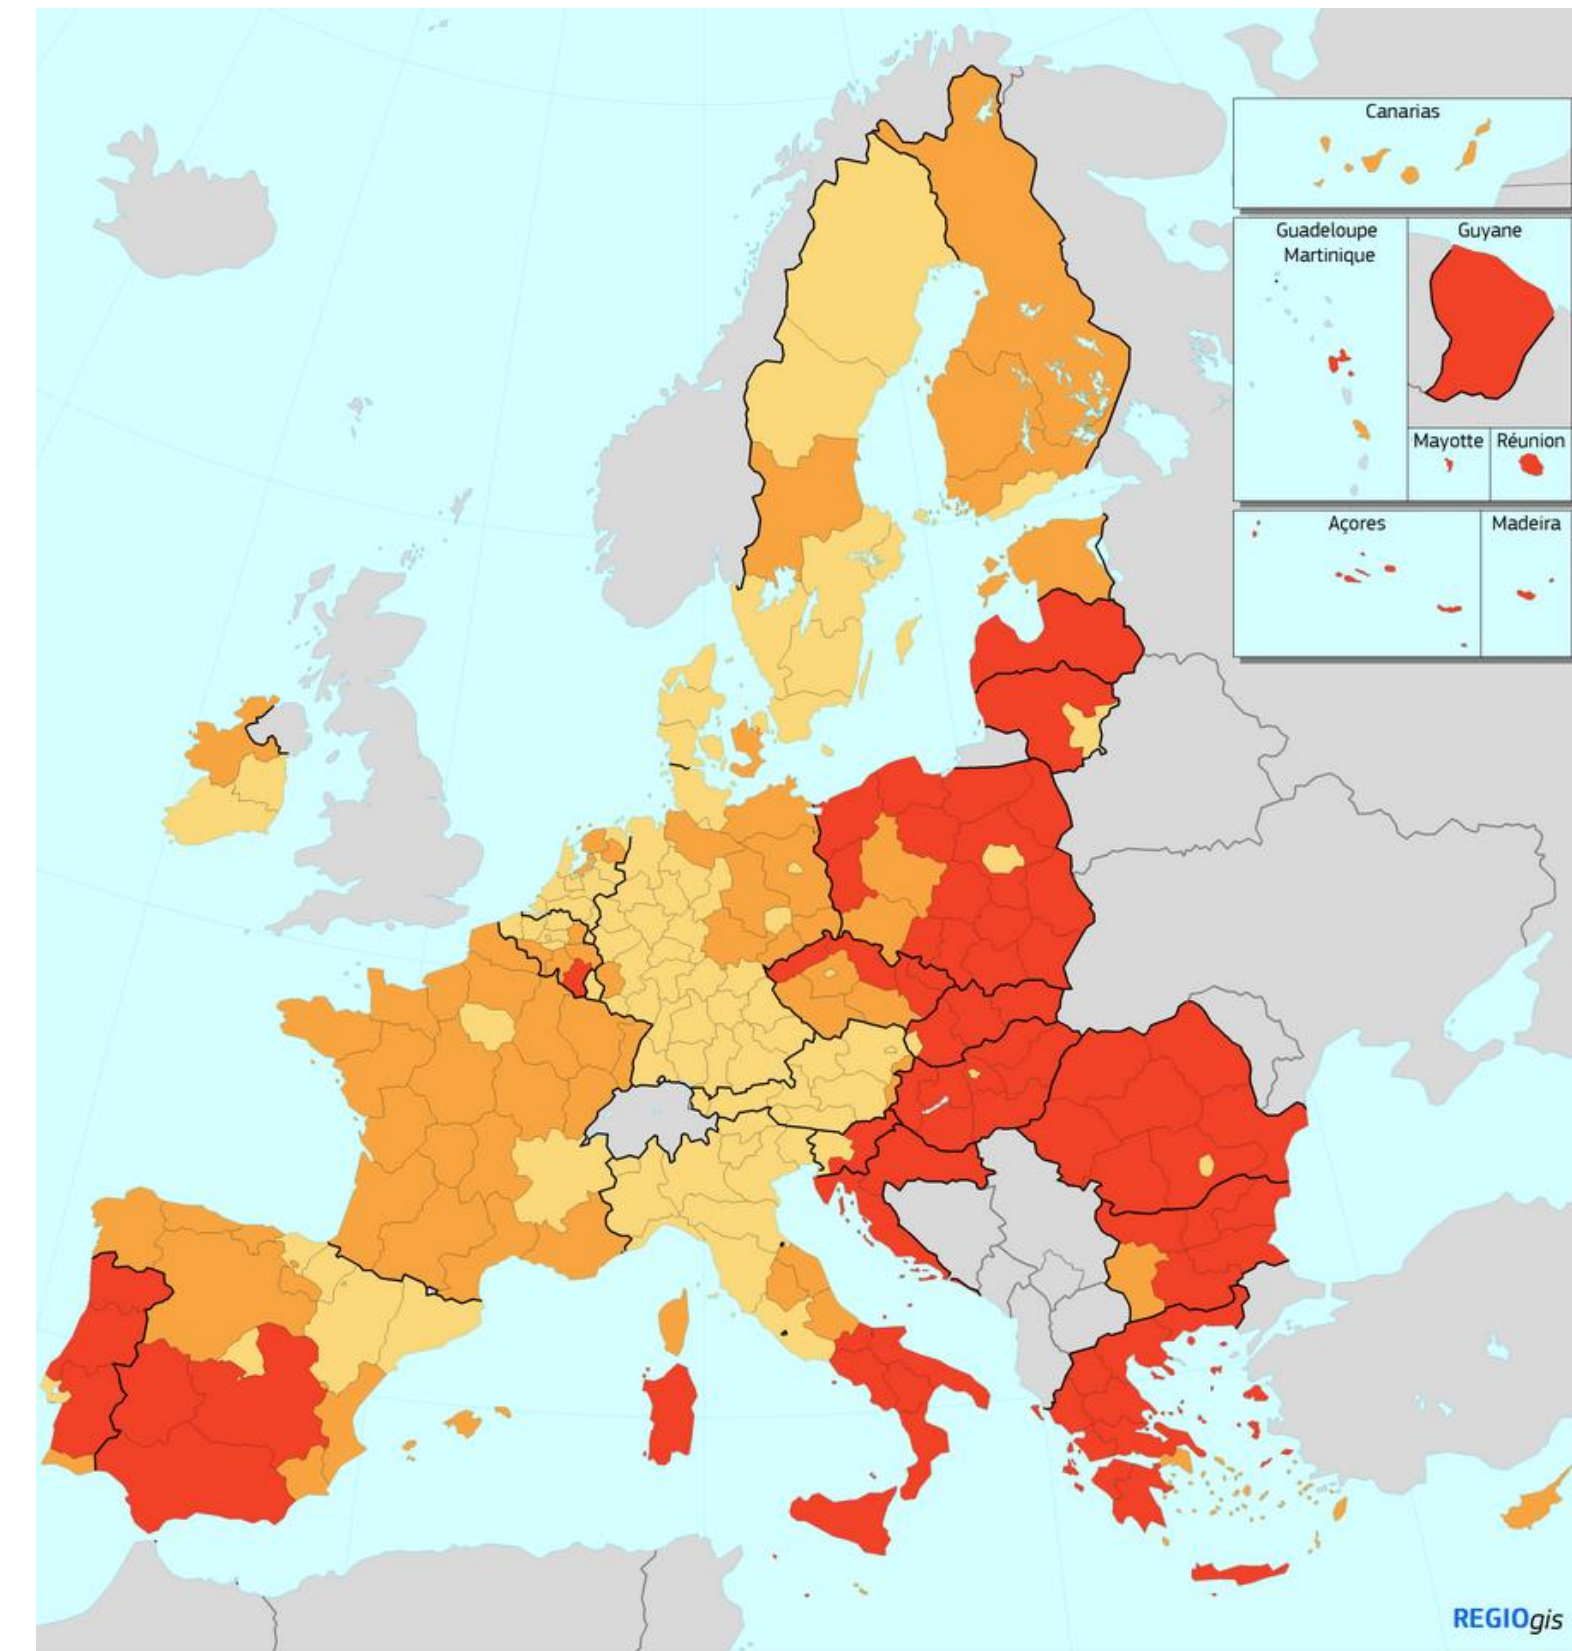 Canarias
Guadeloupe
Martinique
Guyane
Mayotte
Réunion
Açores
Madeira
REGIOgis